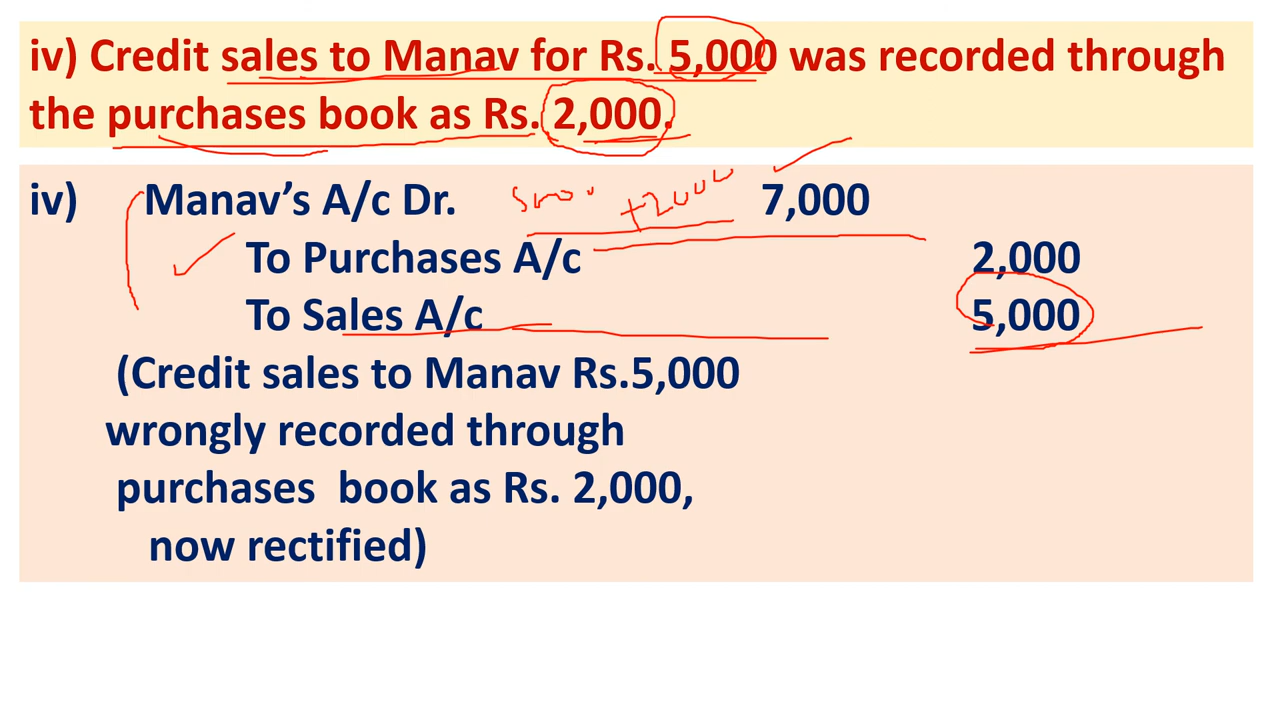 iv) Credit sales to Manav for Rs. 5,000 was recorded through
the purchases book as Rs. 2,000.
iv) Manav's A/c Dr. 5000 +2000 7,000
To Purchases A/c 2,000
To Sales A/c 5,000
(Credit sales to Manav Rs.5,000
wrongly recorded through
purchases book as Rs. 2,000,
now rectified)